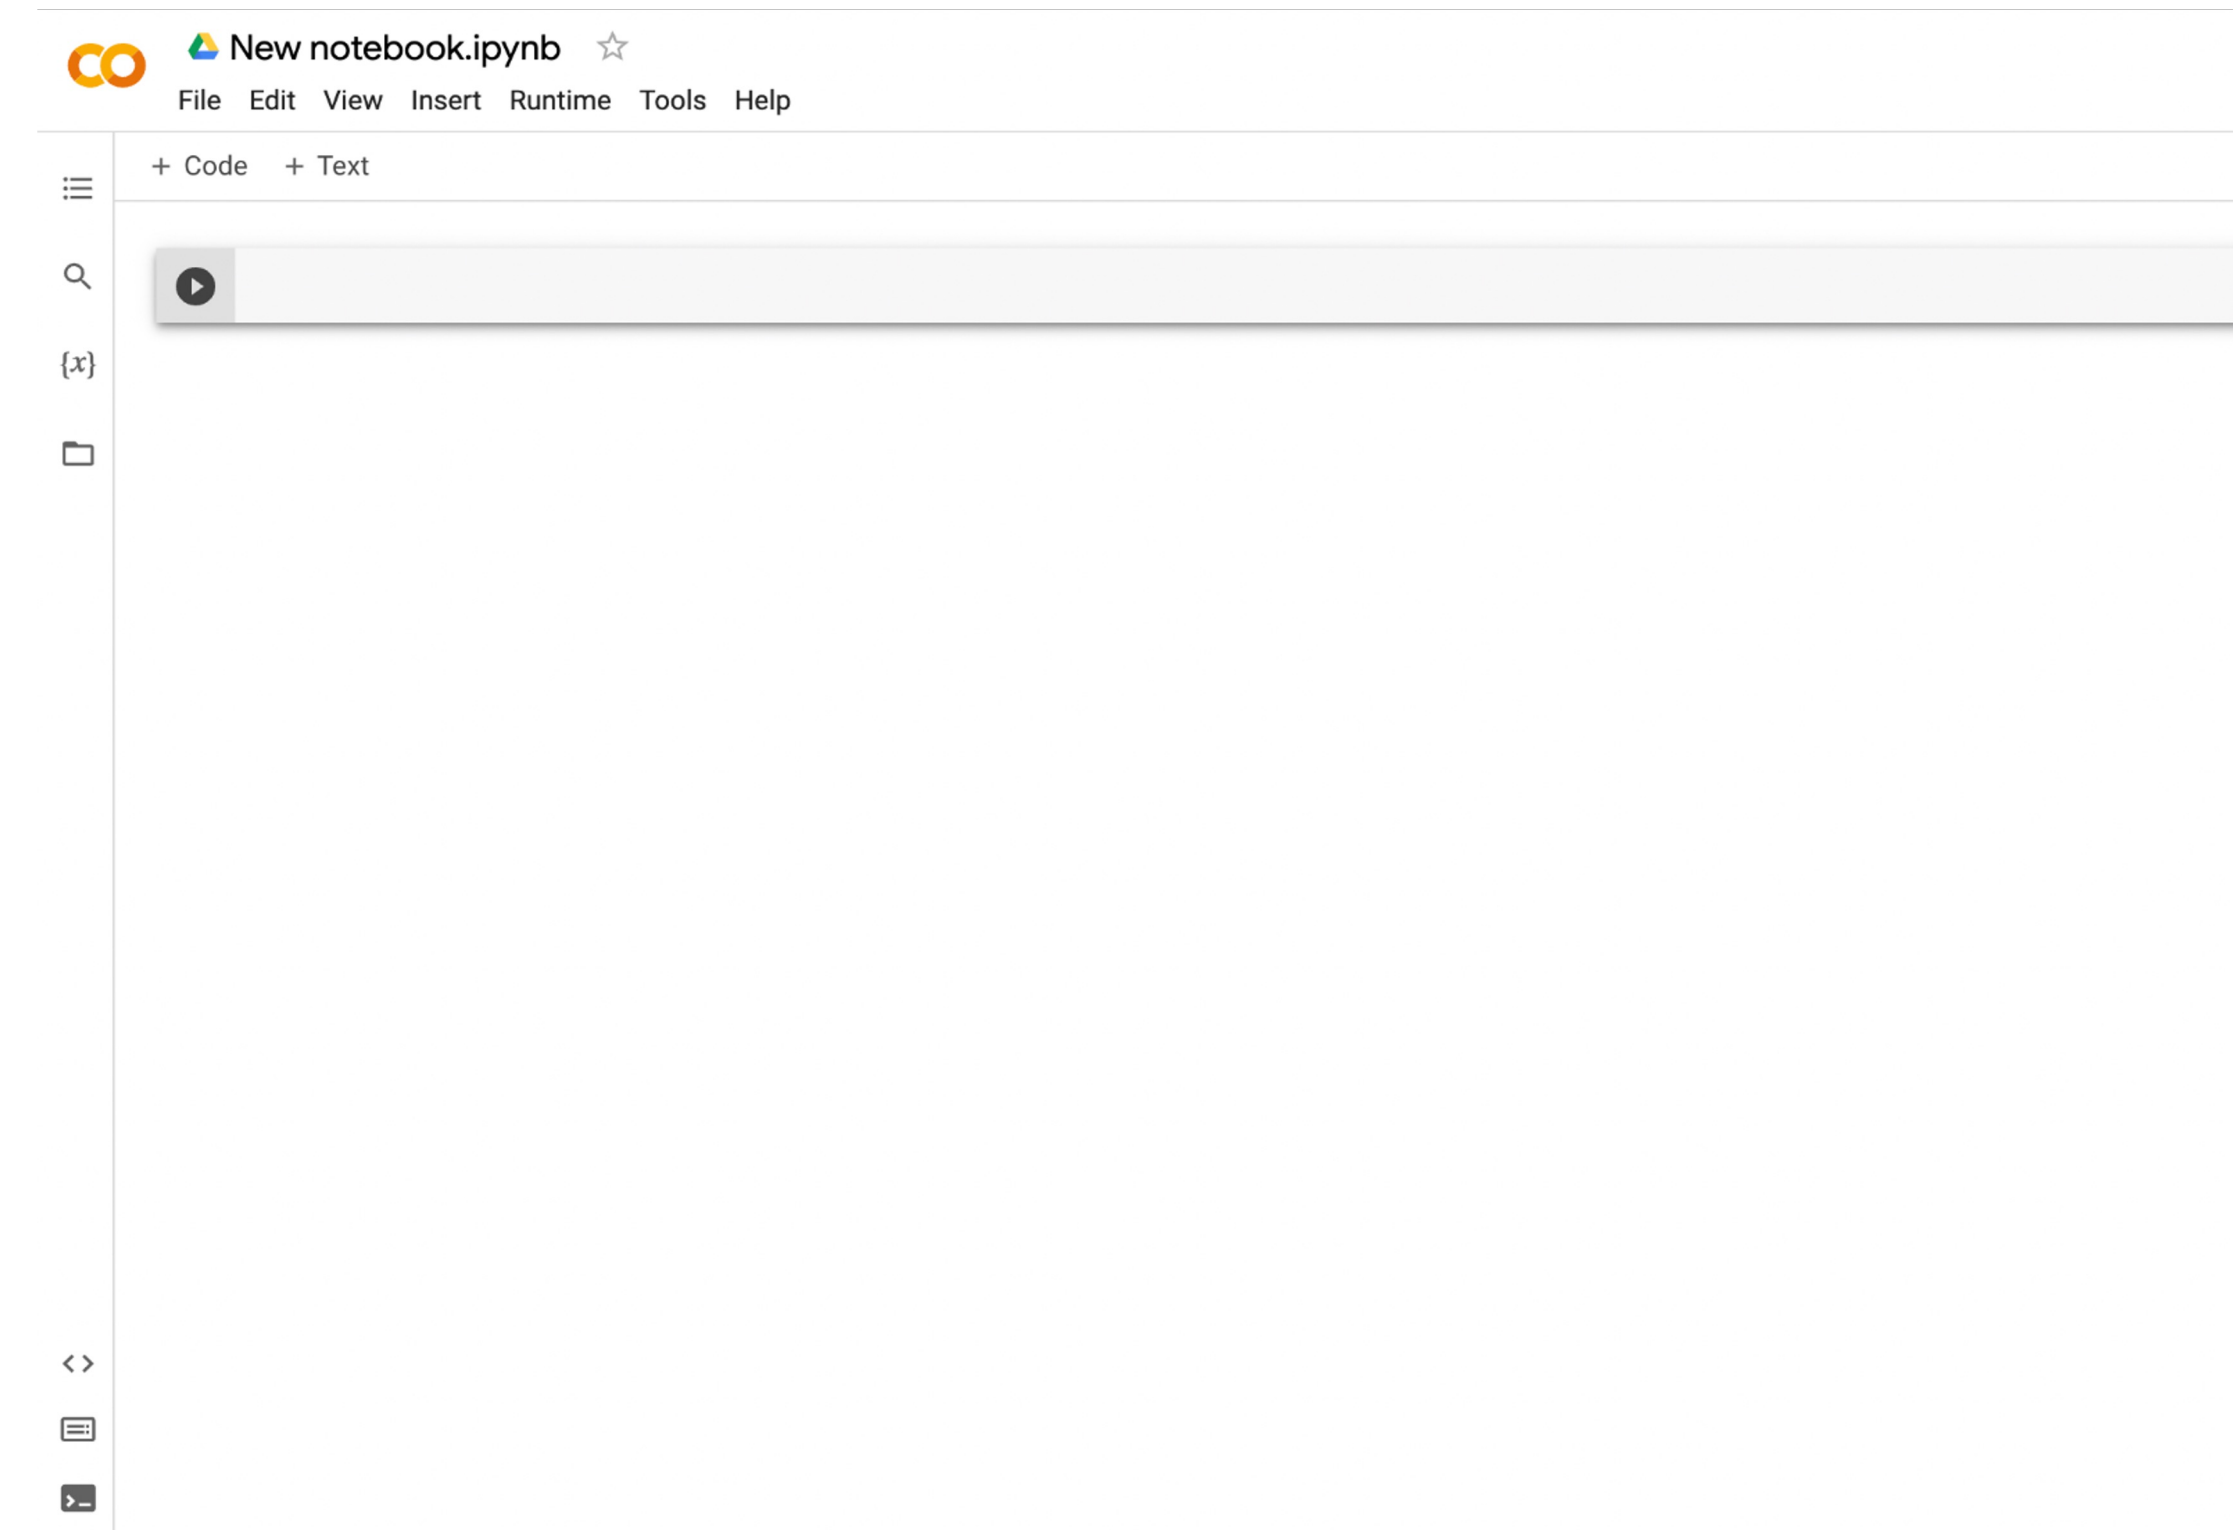 CO New notebook.ipynb
File Edit View Insert Runtime Tools Help
+ Code + Text
{x}